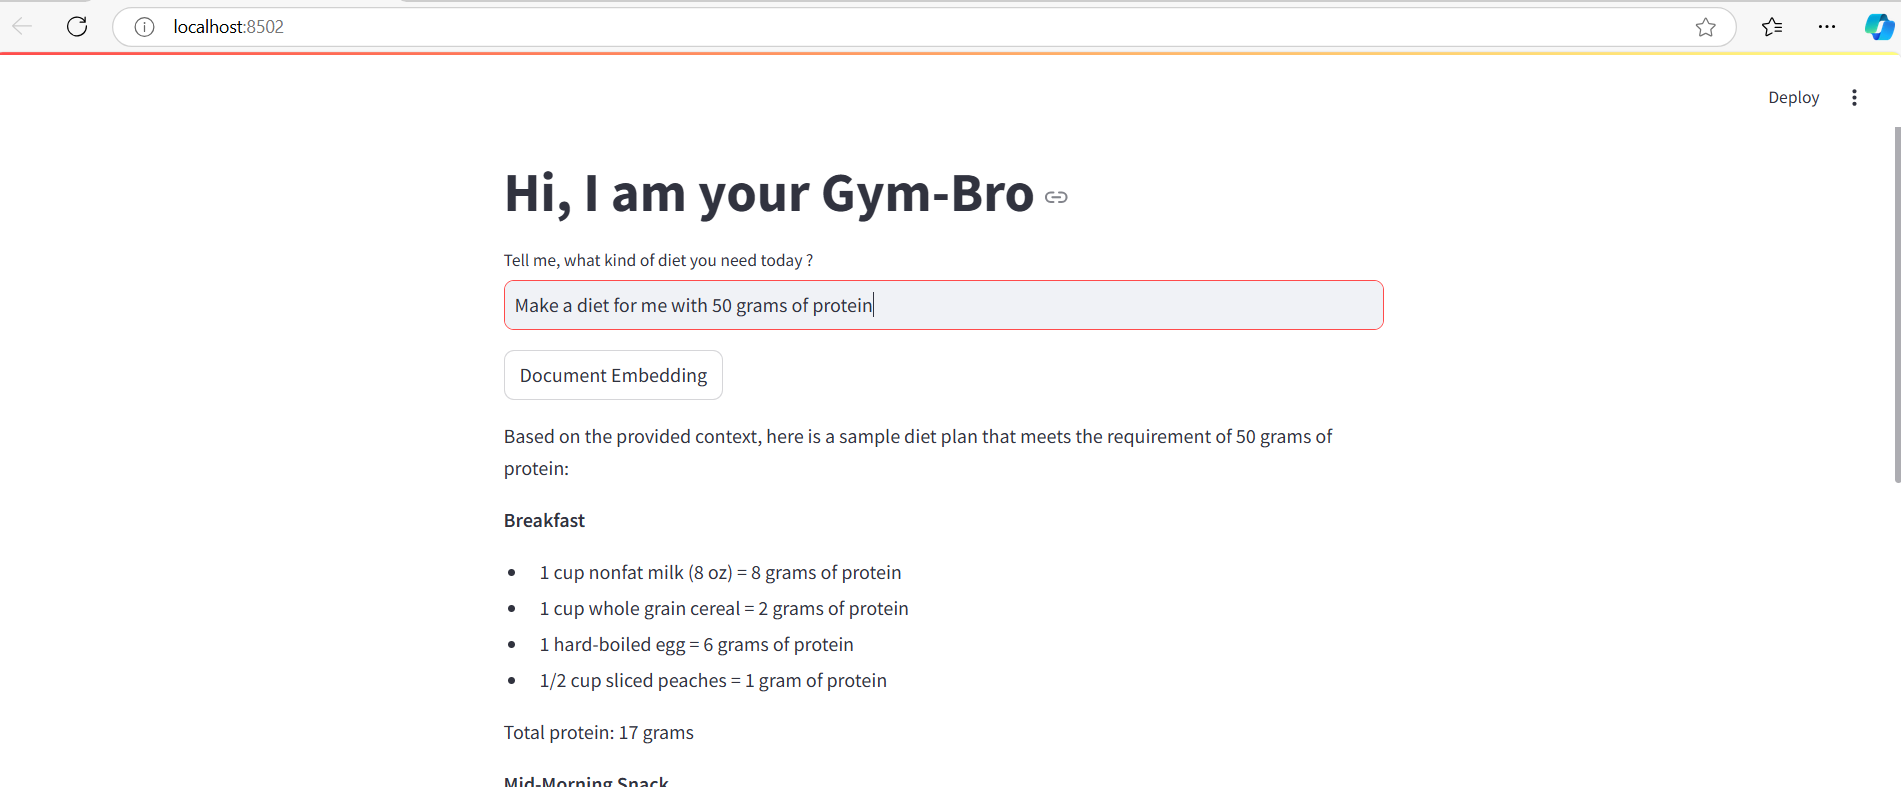 localhost:8502
Deploy
Hi, I am your Gym-Bro
Tell me, what kind of diet you need today ?
Make a diet for me with 50 grams of protein
Document Embedding
Based on the provided context, here is a sample diet plan that meets the requirement of 50 grams of
protein:
Breakfast
1 cup nonfat milk (8 oz) = 8 grams of protein
1 cup whole grain cereal = 2 grams of protein
1 hard-boiled egg = 6 grams of protein
1/2 cup sliced peaches = 1 gram of protein
Total protein: 17 grams
Mid-Morning Snack